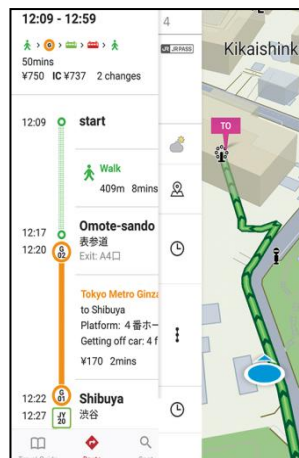 12:09 - 12:59
50mins
¥750 IC ¥737 2 changes
12:09 start
Walk
409m 8mins
12:17
12:20
G
02
Omote-sando
表参道
Exit: A4口
Tokyo Metro Ginza
to Shibuya
Platform: 4番ホー
Getting off car: 4 f
¥170 2mins
12:22
G
01
Shibuya
12:27
JY
20
渋谷
4
JR PASS
Kikaishink
TO